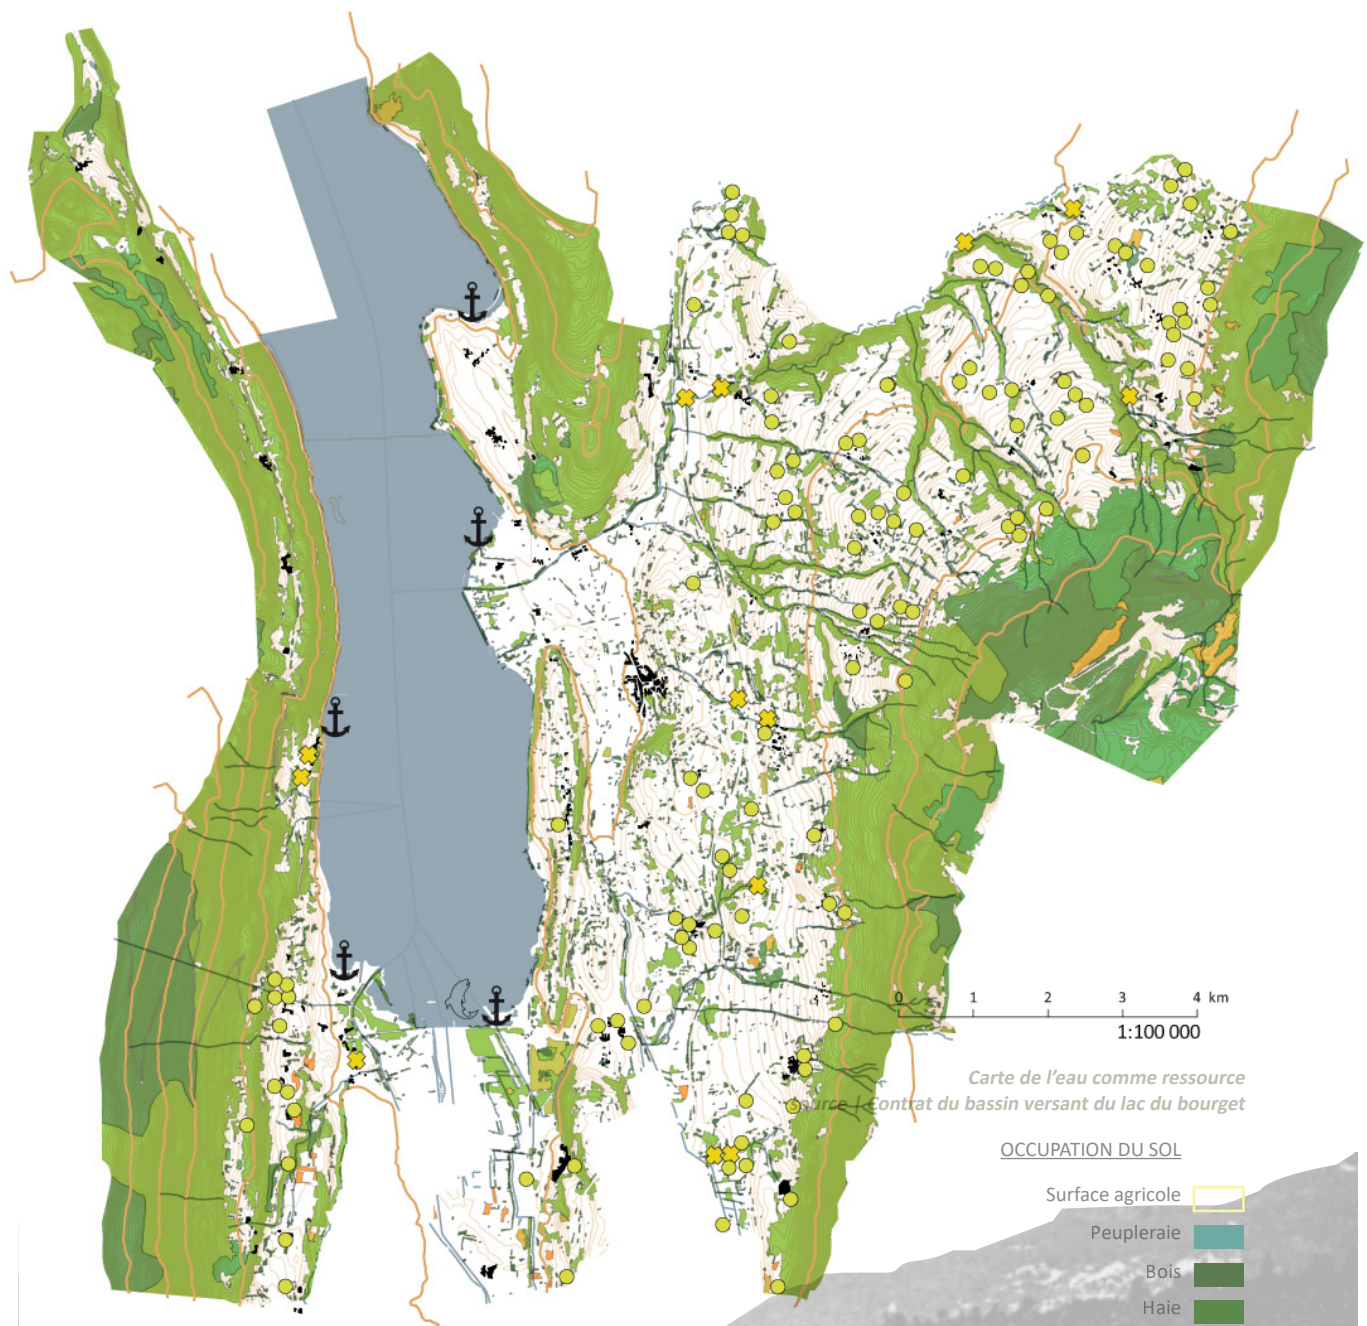 0 1 2 3 4 km
1:100 000
Carte de l'eau comme ressource
Source | Contrat du bassin versant du lac du bourget
OCCUPATION DU SOL
Surface agricole
Peupleraie
Bois
Haie